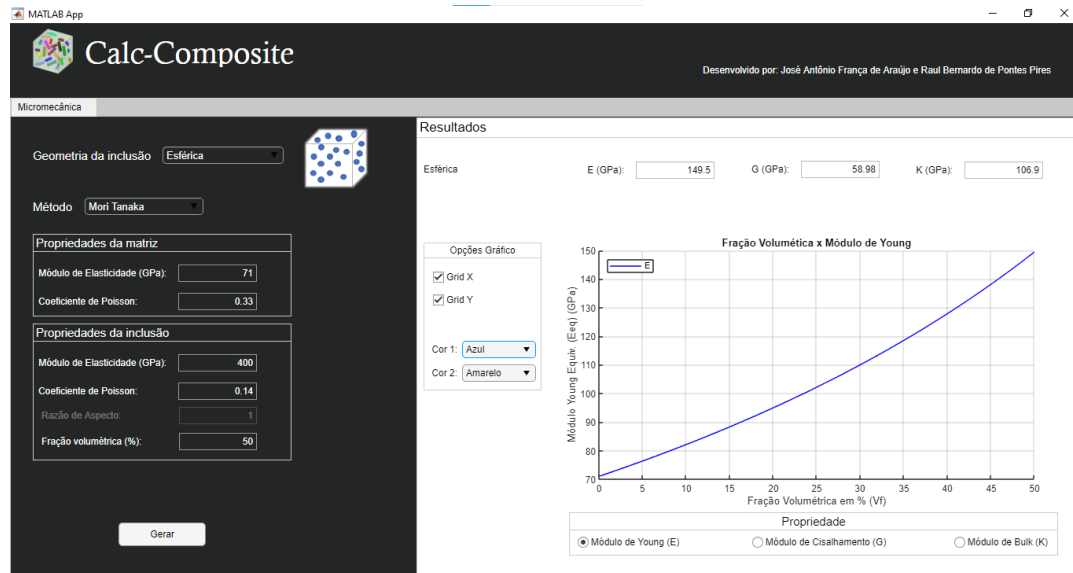 MATLAB App
Calc-Composite
Desenvolvido por: José Antônio França de Araújo e Raul Bernardo de Pontes Pires
Micromecânica
Geometria da inclusão Esférica
Método Mori Tanaka
Propriedades da matriz
Módulo de Elasticidade (GPa): 71
Coeficiente de Poisson: 0.33
Propriedades da inclusão
Módulo de Elasticidade (GPa): 400
Coeficiente de Poisson: 0.14
Razão de Aspecto: 1
Fração volumétrica (%): 50
Gerar
Resultados
Esférica E (GPa): 149.5 G (GPa): 58.98 K (GPa): 106.9
Opções Gráfico
Grid X
Grid Y
Cor 1: Azul
Cor 2: Amarelo
Fração Volumética x Módulo de Young
E
Módulo Young Equiv. (Eeq) (GPa)
150
140
130
120
110
100
90
80
70
0 5 10 15 20 25 30 35 40 45 50
Fração Volumétrica em % (Vf)
Propriedade
Módulo de Young (E) Módulo de Cisalhamento (G) Módulo de Bulk (K)